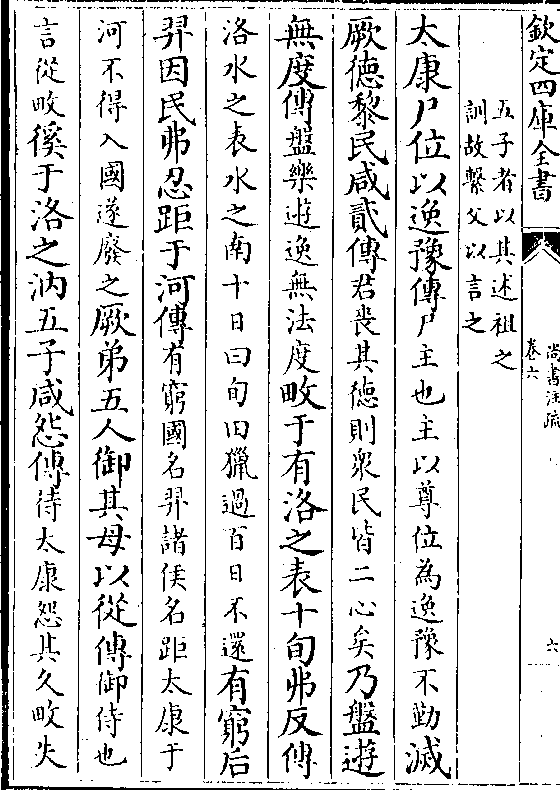 欽定四庫全書
尚書注疏
卷六
六
五子者以其述祖之
訓故繫父以言之
太康尸位以逸豫傳尸主也主以尊位為逸豫不勤滅
厥德黎民咸貳傳君喪其德則衆民皆二心矣乃盤遊
無度傳盤樂遊逸無法度畋于有洛之表十旬弗反傳
洛水之表水之南十日曰旬田獵過百日不還有窮后
羿因民弗忍距于河傳有窮國名羿諸侯名距太康于
河不得入國遂廢之厥弟五人御其母以從傳御侍也
言從畋徯于洛之汭五子咸怨傳待太康怨其久畋失